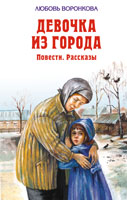 ЛЮБОВЬ ВОРОНКОВА
ДЕВОЧКА
ИЗ ГОРОДА
Повести. Рассказы